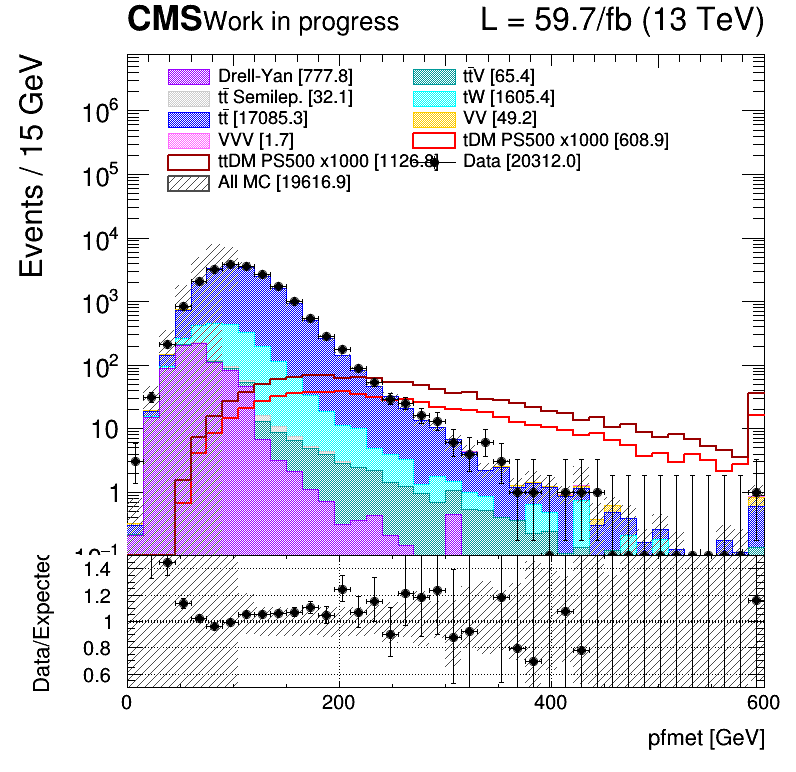 CMS Work in progress L = 59.7/fb (13 TeV)
Events / 15 GeV
Drell-Yan [777.8] tt̄V [65.4]
tt̄ Semilep. [32.1] tW [1605.4]
tt̄ [17085.3] VV [49.2]
VVV [1.7] tDM PS500 x1000 [608.9]
ttDM PS500 x1000 [1126.8] Data [20312.0]
All MC [19616.9]
10⁶
10⁵
10⁴
10³
10²
10
1
10⁻¹
Data/Expected
1.4
1.2
1
0.8
0.6
0 200 400 600
pfmet [GeV]